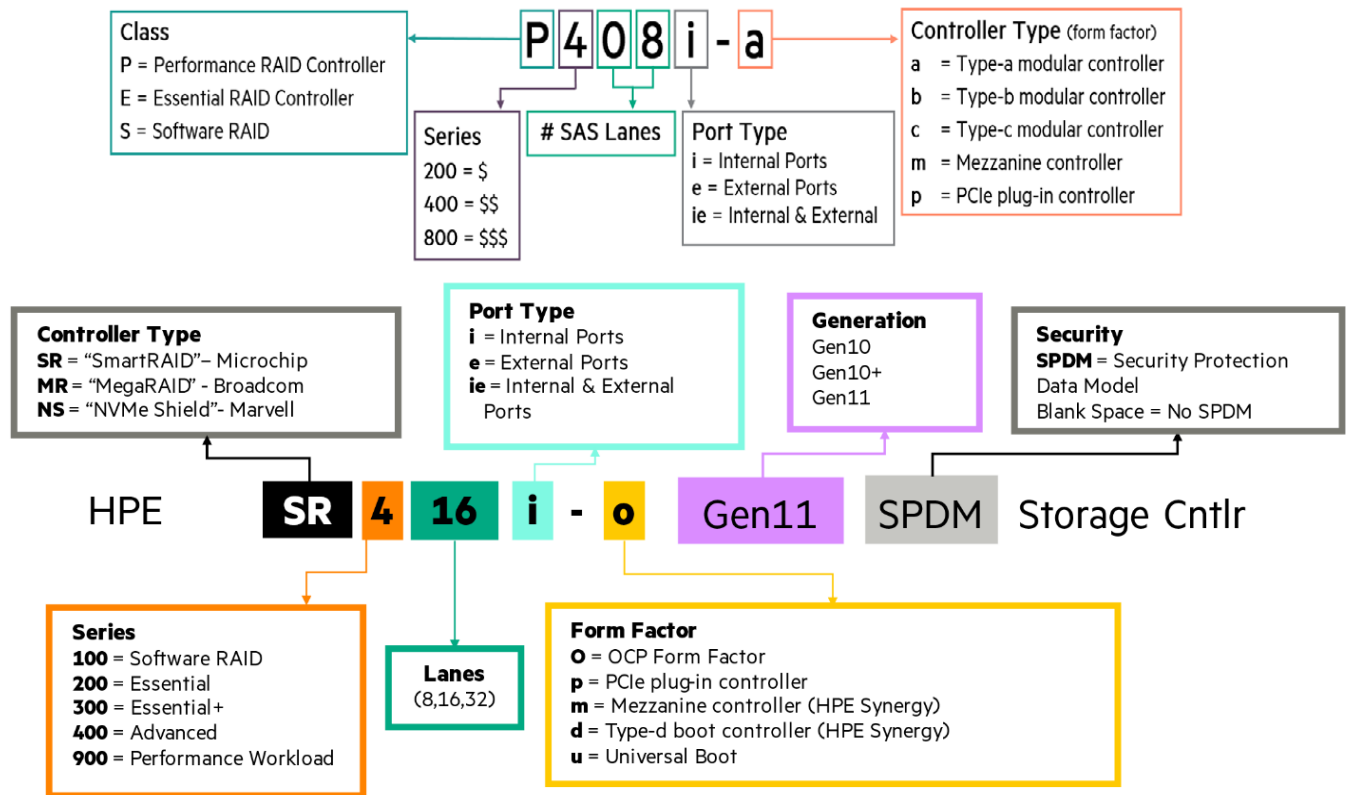 P408i-a
Class
P = Performance RAID Controller
E = Essential RAID Controller
S = Software RAID
Series
200 = $
400 = $$
800 = $$$
# SAS Lanes
Port Type
i = Internal Ports
e = External Ports
ie = Internal & External
Controller Type (form factor)
a = Type-a modular controller
b = Type-b modular controller
c = Type-c modular controller
m = Mezzanine controller
p = PCIe plug-in controller
Controller Type
SR = “SmartRAID”– Microchip
MR = “MegaRAID” - Broadcom
NS = “NVMe Shield”- Marvell
Port Type
i = Internal Ports
e = External Ports
ie = Internal & External
Ports
Generation
Gen10
Gen10+
Gen11
Security
SPDM = Security Protection
Data Model
Blank Space = No SPDM
HPE SR 4 16 i - o Gen11 SPDM Storage Cntlr
Series
100 = Software RAID
200 = Essential
300 = Essential+
400 = Advanced
900 = Performance Workload
Lanes
(8,16,32)
Form Factor
O = OCP Form Factor
p = PCIe plug-in controller
m = Mezzanine controller (HPE Synergy)
d = Type-d boot controller (HPE Synergy)
u = Universal Boot